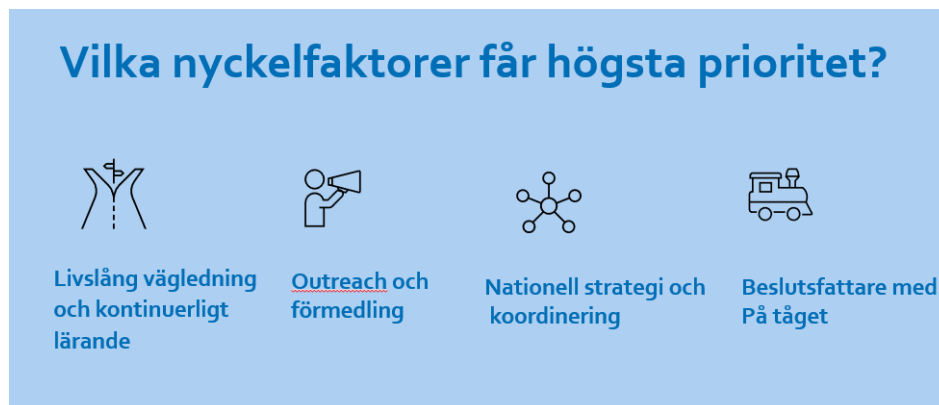 Vilka nyckelfaktorer får högsta prioritet?
Livslång vägledning
och kontinuerligt
lärande
Outreach och
förmedling
Nationell strategi och
koordinering
Beslutsfattare med
På tåget